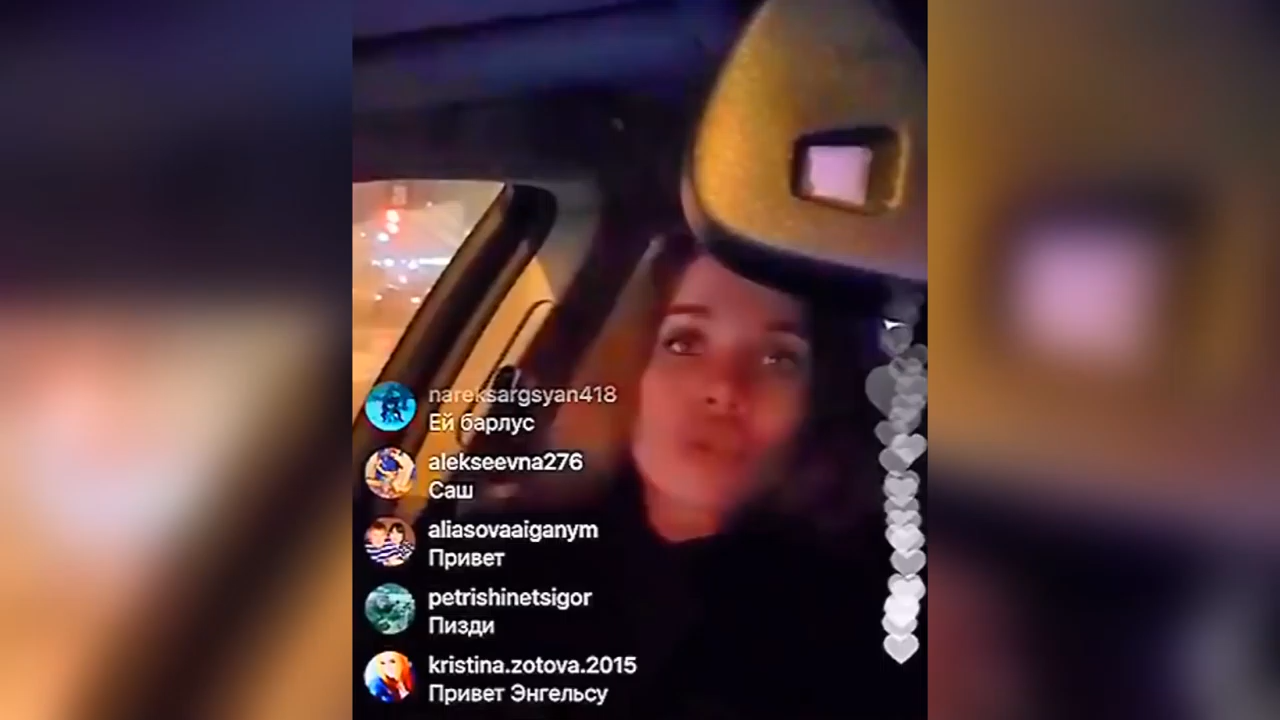 nareksargsyan418
Ей барлус
alekseevna276
Саш
aliasovaaiganym
Привет
petrishinetsigor
Пизди
kristina.zotova.2015
Привет Энгельсу